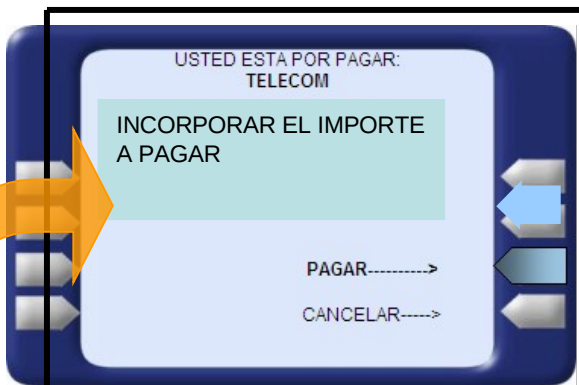 USTED ESTA POR PAGAR:
TELECOM
INCORPORAR EL IMPORTE
A PAGAR
PAGAR---------->
CANCELAR----->